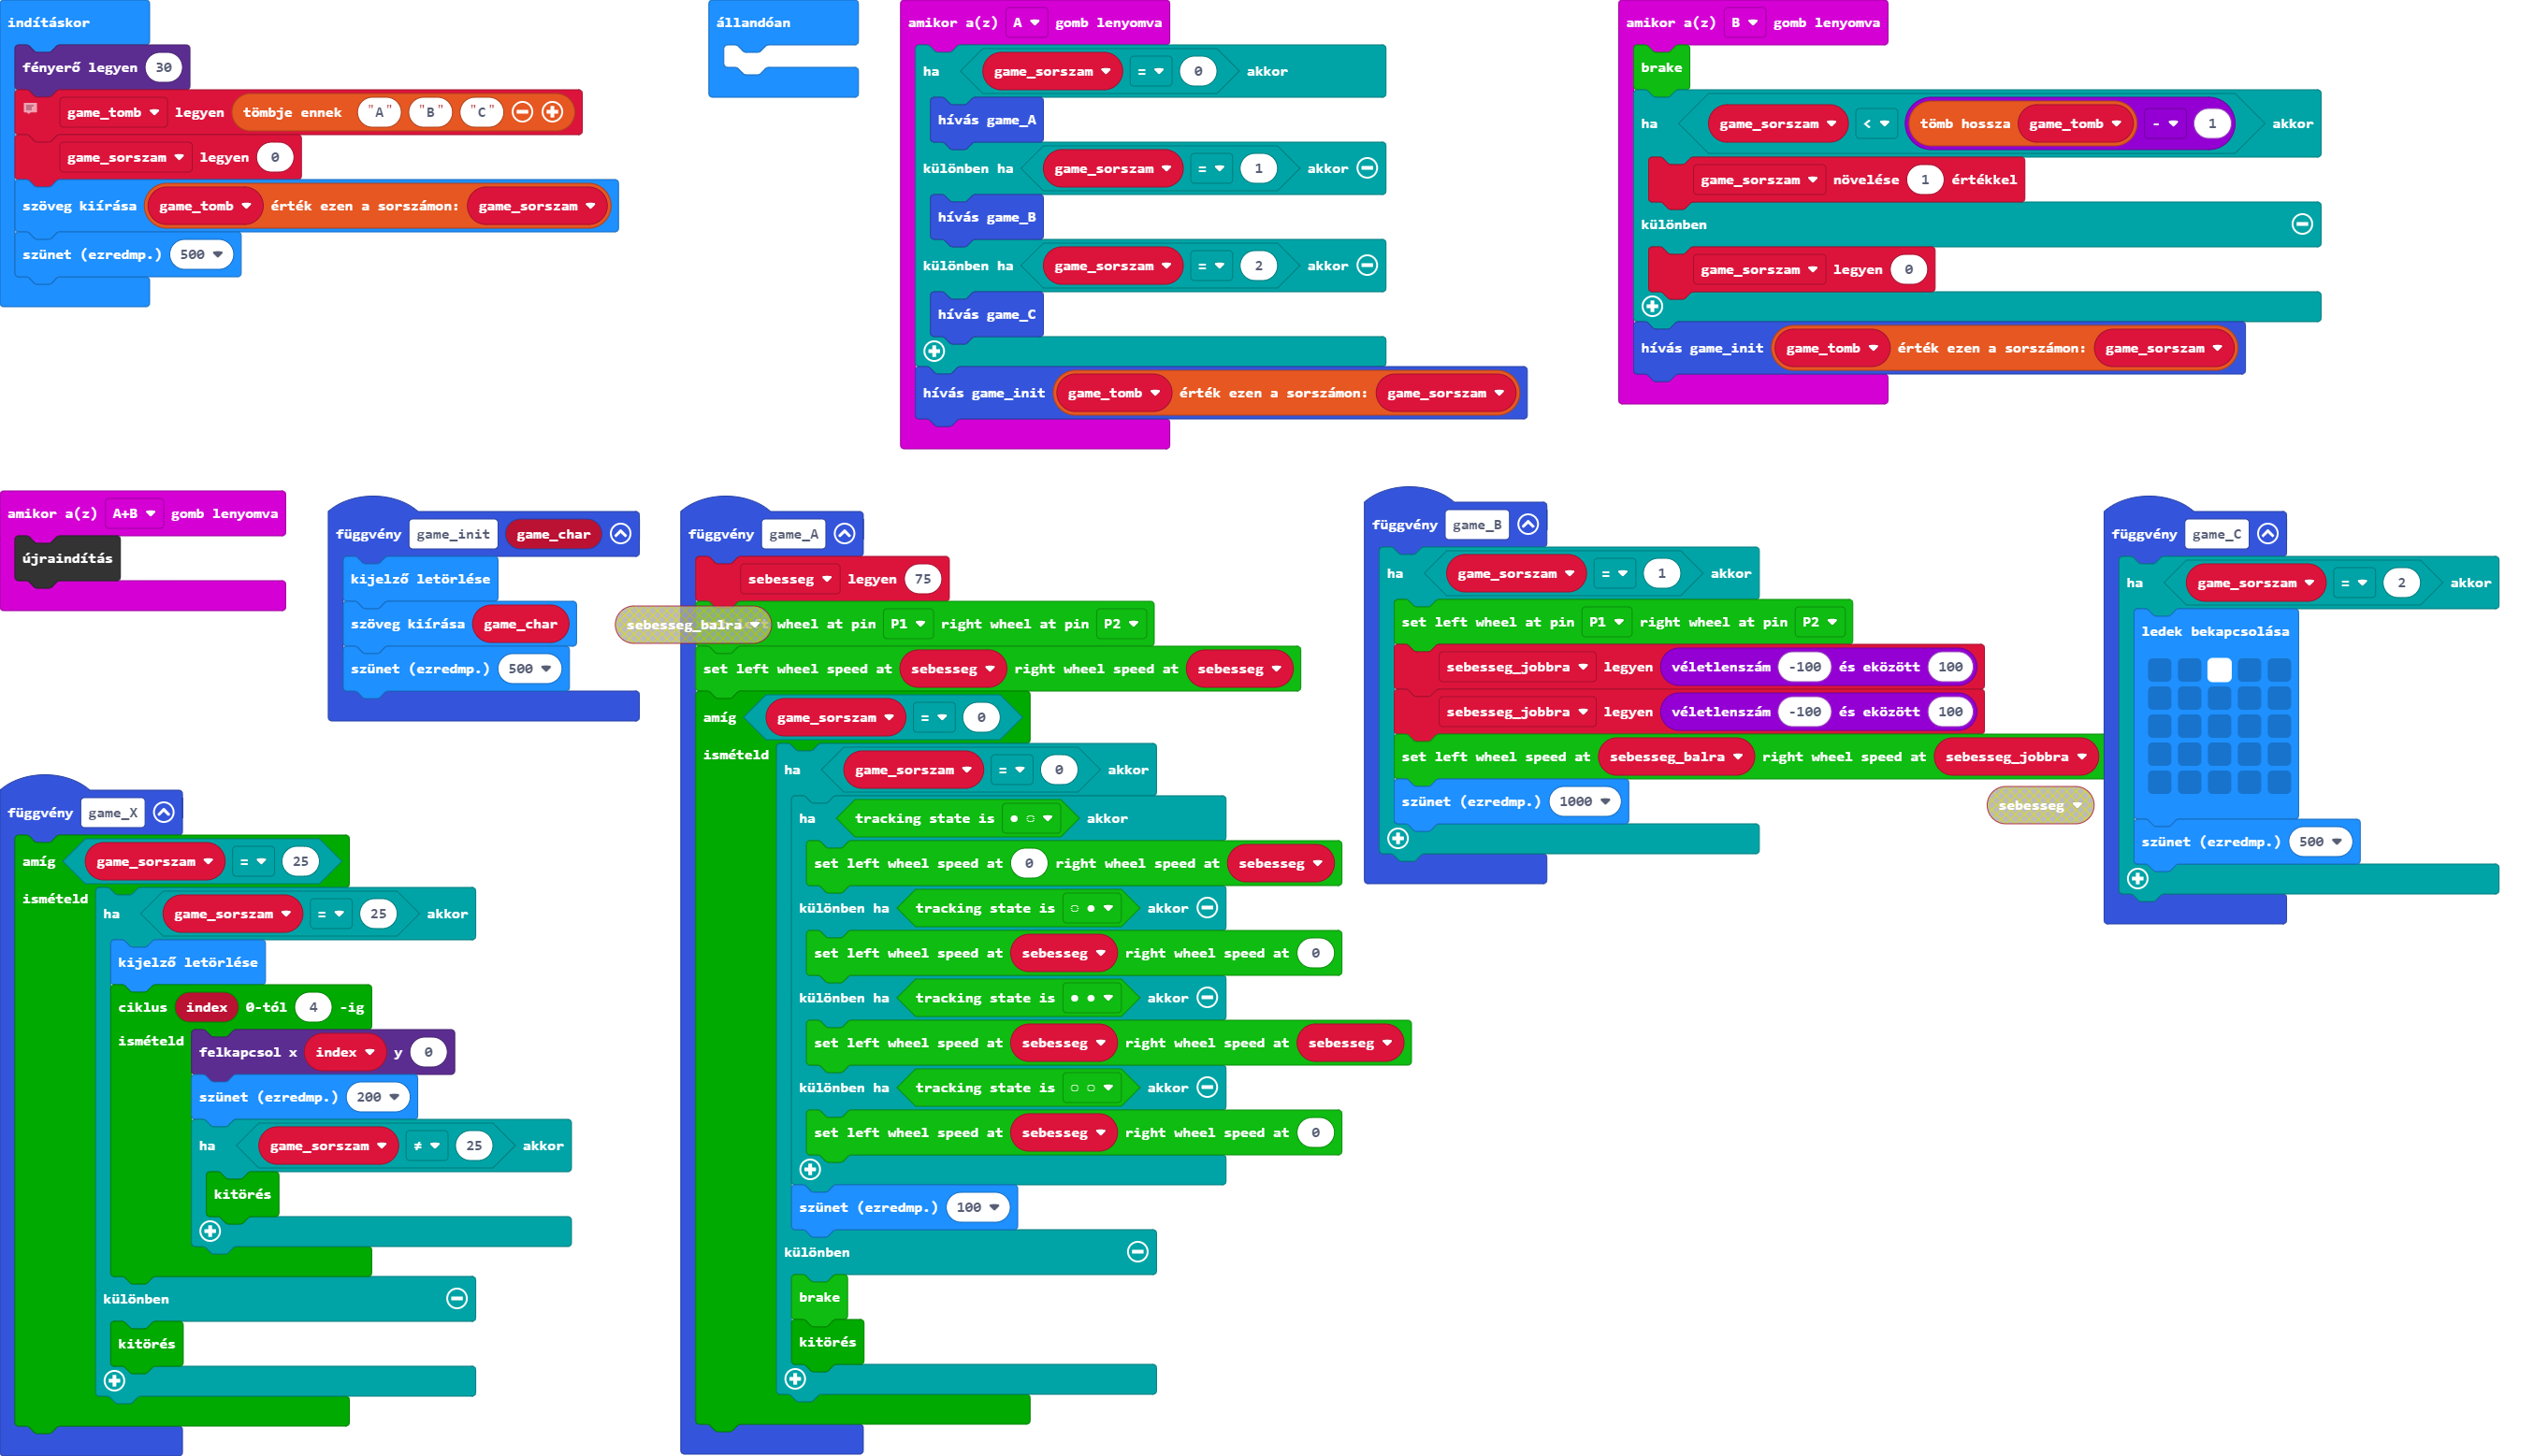 indításkor
fényerő legyen 30
game_tomb legyen tömbje ennek "A" "B" "C"
game_sorszam legyen 0
szöveg kiírása game_tomb érték ezen a sorszámon: game_sorszam
szünet (ezredmp.) 500
állandóan
amikor a(z) A gomb lenyomva
ha game_sorszam = 0 akkor
hívás game_A
különben ha game_sorszam = 1 akkor
hívás game_B
különben ha game_sorszam = 2 akkor
hívás game_C
hívás game_init game_tomb érték ezen a sorszámon: game_sorszam
amikor a(z) B gomb lenyomva
brake
ha game_sorszam < tömb hossza game_tomb - 1 akkor
game_sorszam növelése 1 értékkel
különben
game_sorszam legyen 0
hívás game_init game_tomb érték ezen a sorszámon: game_sorszam
amikor a(z) A+B gomb lenyomva
újraindítás
függvény game_init game_char
kijelző letörlése
szöveg kiírása game_char
szünet (ezredmp.) 500
függvény game_A
sebesseg legyen 75
sebesseg_balra
wheel at pin P1 right wheel at pin P2
set left wheel speed at sebesseg right wheel speed at sebesseg
amíg game_sorszam = 0
ismételd
ha game_sorszam = 0 akkor
ha tracking state is ● ◌ akkor
set left wheel speed at 0 right wheel speed at sebesseg
különben ha tracking state is ◌ ● akkor
set left wheel speed at sebesseg right wheel speed at 0
különben ha tracking state is ● ● akkor
set left wheel speed at sebesseg right wheel speed at sebesseg
különben ha tracking state is ◌ ◌ akkor
set left wheel speed at sebesseg right wheel speed at 0
szünet (ezredmp.) 100
különben
brake
kitörés
függvény game_B
ha game_sorszam = 1 akkor
set left wheel at pin P1 right wheel at pin P2
sebesseg_jobbra legyen véletlenszám -100 és eközött 100
sebesseg_jobbra legyen véletlenszám -100 és eközött 100
set left wheel speed at sebesseg_balra right wheel speed at sebesseg_jobbra
szünet (ezredmp.) 1000
sebesseg
függvény game_C
ha game_sorszam = 2 akkor
ledek bekapcsolása
szünet (ezredmp.) 500
függvény game_X
amíg game_sorszam = 25
ismételd
ha game_sorszam = 25 akkor
kijelző letörlése
ciklus index 0-tól 4 -ig
ismételd
felkapcsol x index y 0
szünet (ezredmp.) 200
ha game_sorszam ≠ 25 akkor
kitörés
különben
kitörés